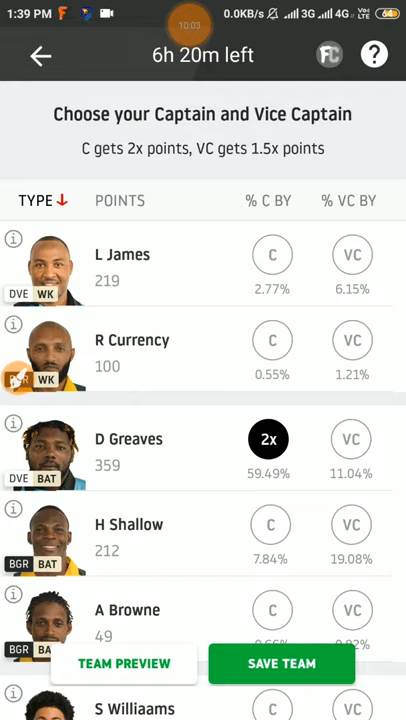 1:39 PM
0.0KB/s 3G 4G Vo) LTE 64
10:03
6h 20m left
FC ?
Choose your Captain and Vice Captain
C gets 2x points, VC gets 1.5x points
TYPE POINTS % C BY % VC BY
i
L James
219
DVE WK
C VC
2.77% 6.15%
i
R Currency
100
WK
C VC
0.55% 1.21%
i
D Greaves
359
DVE BAT
2x VC
59.49% 11.04%
i
H Shallow
212
BGR BAT
C VC
7.84% 19.08%
i
A Browne
49
C VC
TEAM PREVIEW SAVE TEAM
i
S Williaams
C VC